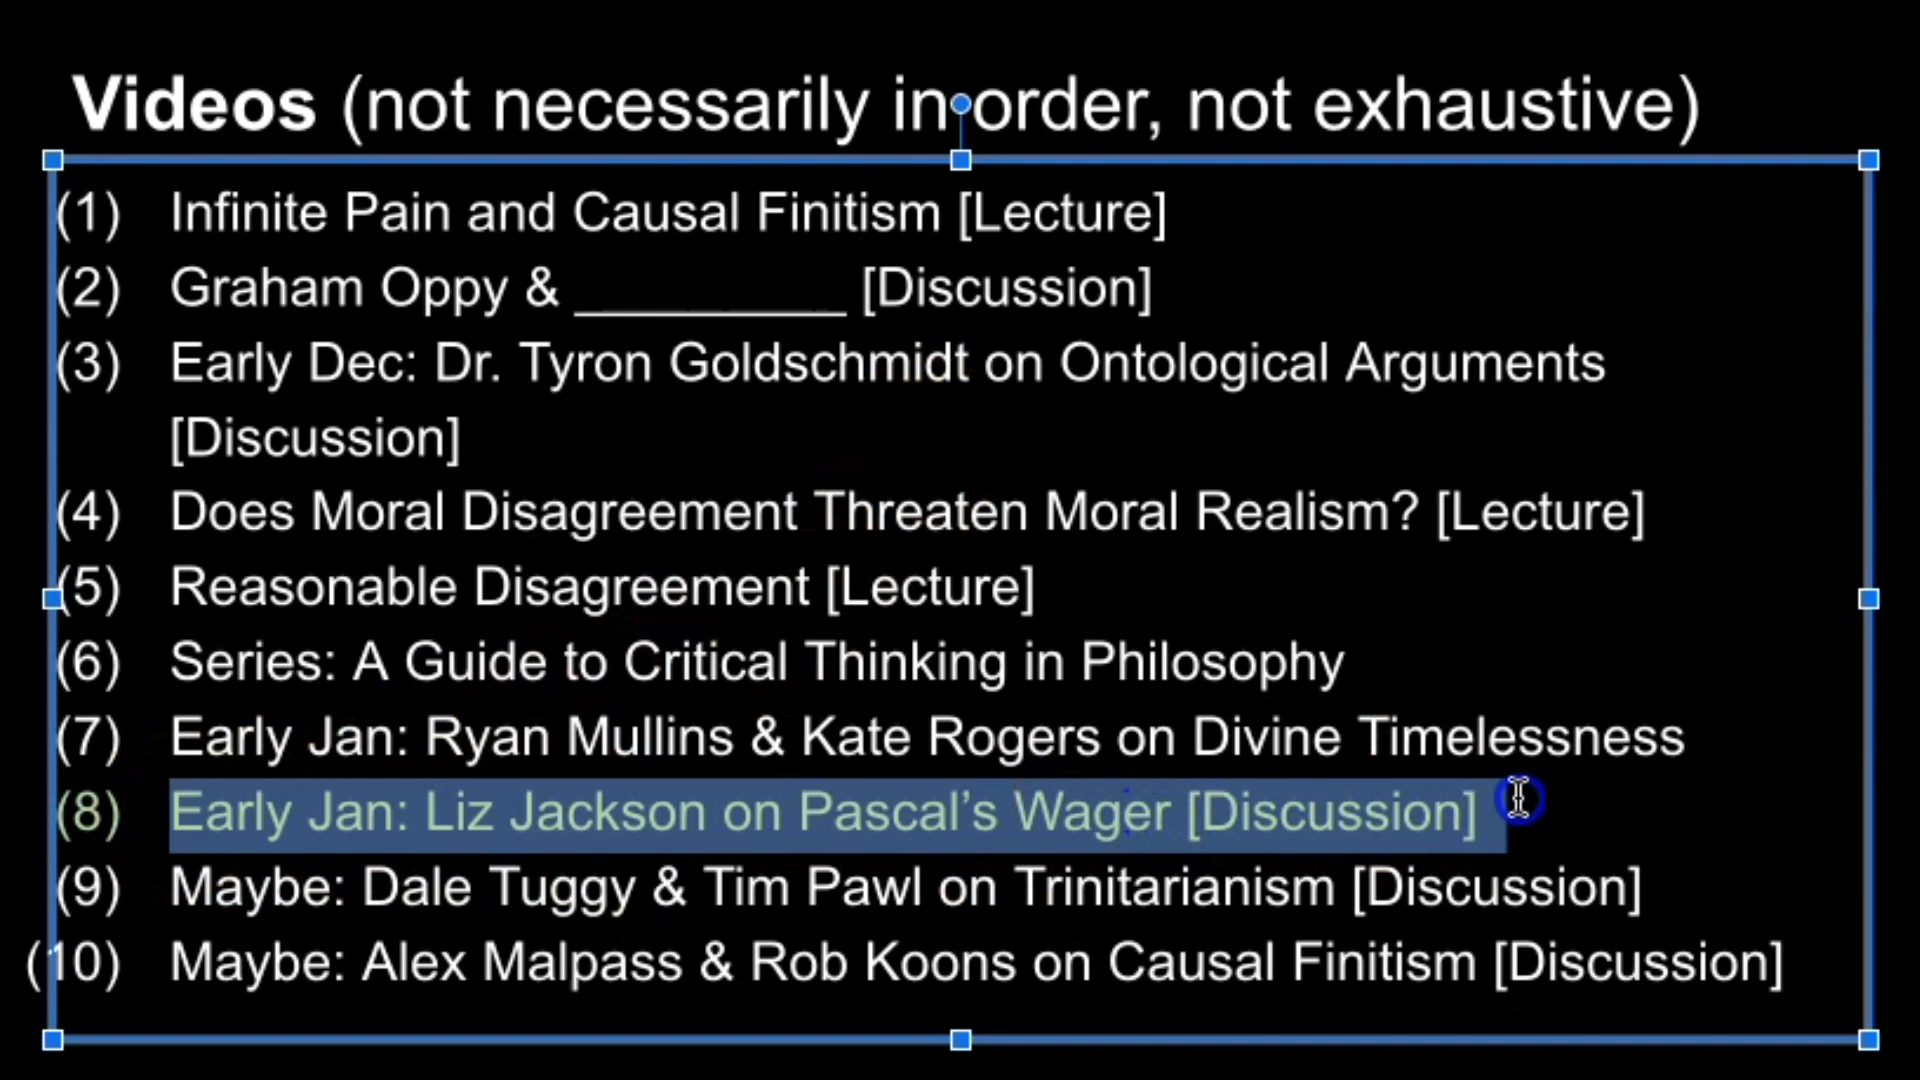 Videos (not necessarily in order, not exhaustive)
(1) Infinite Pain and Causal Finitism [Lecture]
(2) Graham Oppy & __________ [Discussion]
(3) Early Dec: Dr. Tyron Goldschmidt on Ontological Arguments
[Discussion]
(4) Does Moral Disagreement Threaten Moral Realism? [Lecture]
(5) Reasonable Disagreement [Lecture]
(6) Series: A Guide to Critical Thinking in Philosophy
(7) Early Jan: Ryan Mullins & Kate Rogers on Divine Timelessness
(8) Early Jan: Liz Jackson on Pascal’s Wager [Discussion]
(9) Maybe: Dale Tuggy & Tim Pawl on Trinitarianism [Discussion]
(10) Maybe: Alex Malpass & Rob Koons on Causal Finitism [Discussion]